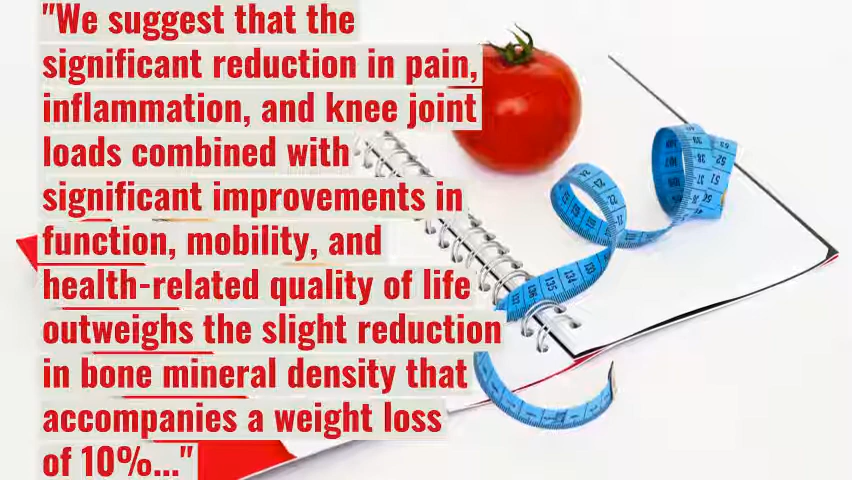 "We suggest that the
significant reduction in pain,
inflammation, and knee joint
loads combined with
significant improvements in
function, mobility, and
health-related quality of life
outweighs the slight reduction
in bone mineral density that
accompanies a weight loss
of 10%..."